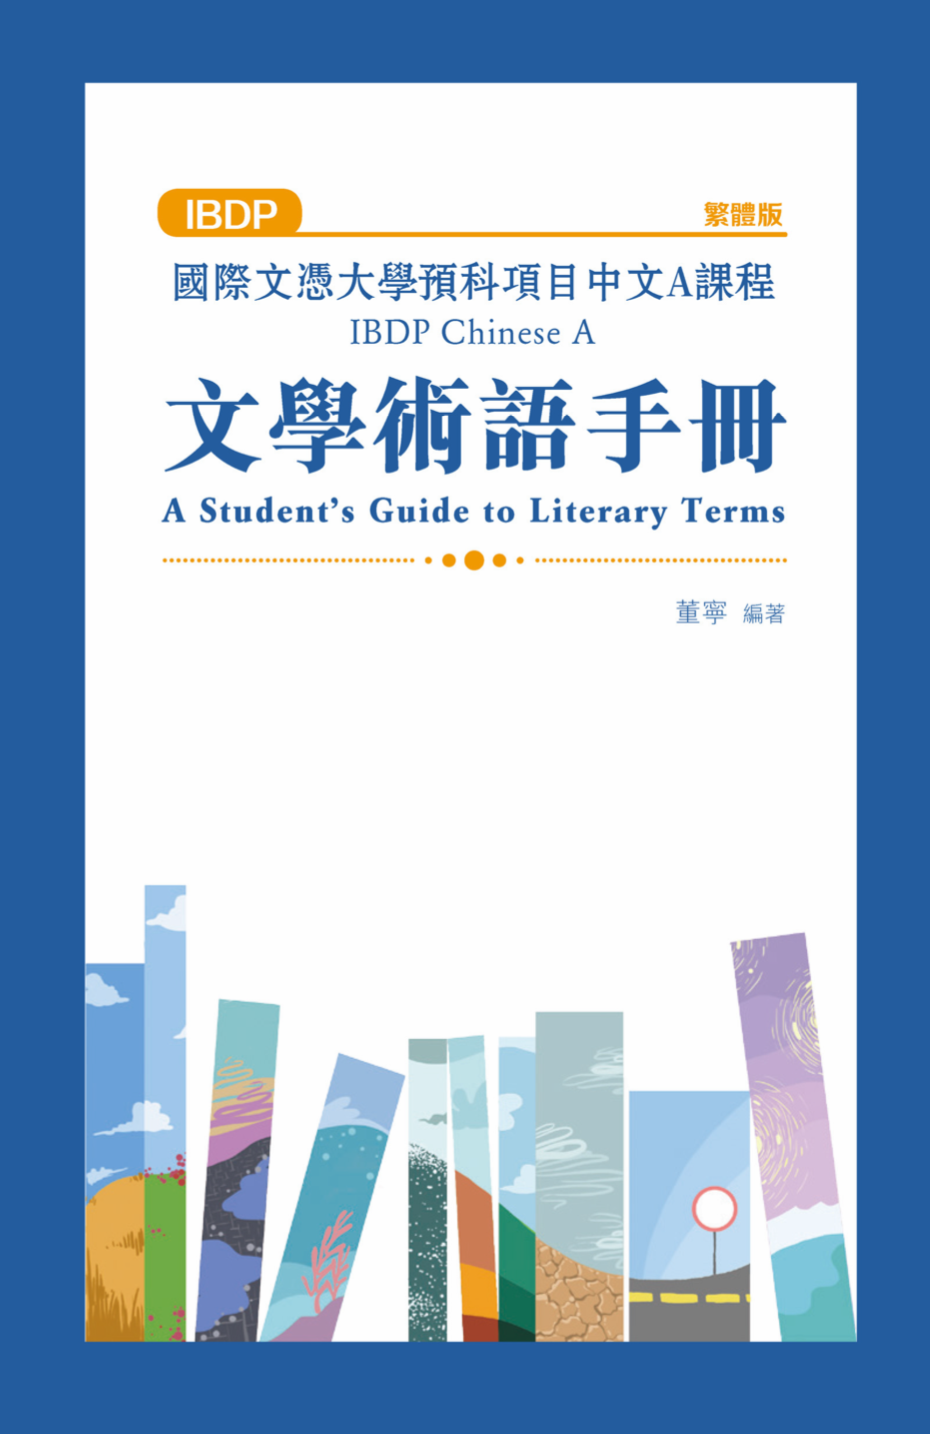 IBDP
繁體版
國際文憑大學預科項目中文A課程
IBDP Chinese A
文學術語手冊
A Student's Guide to Literary Terms
董寧 編著